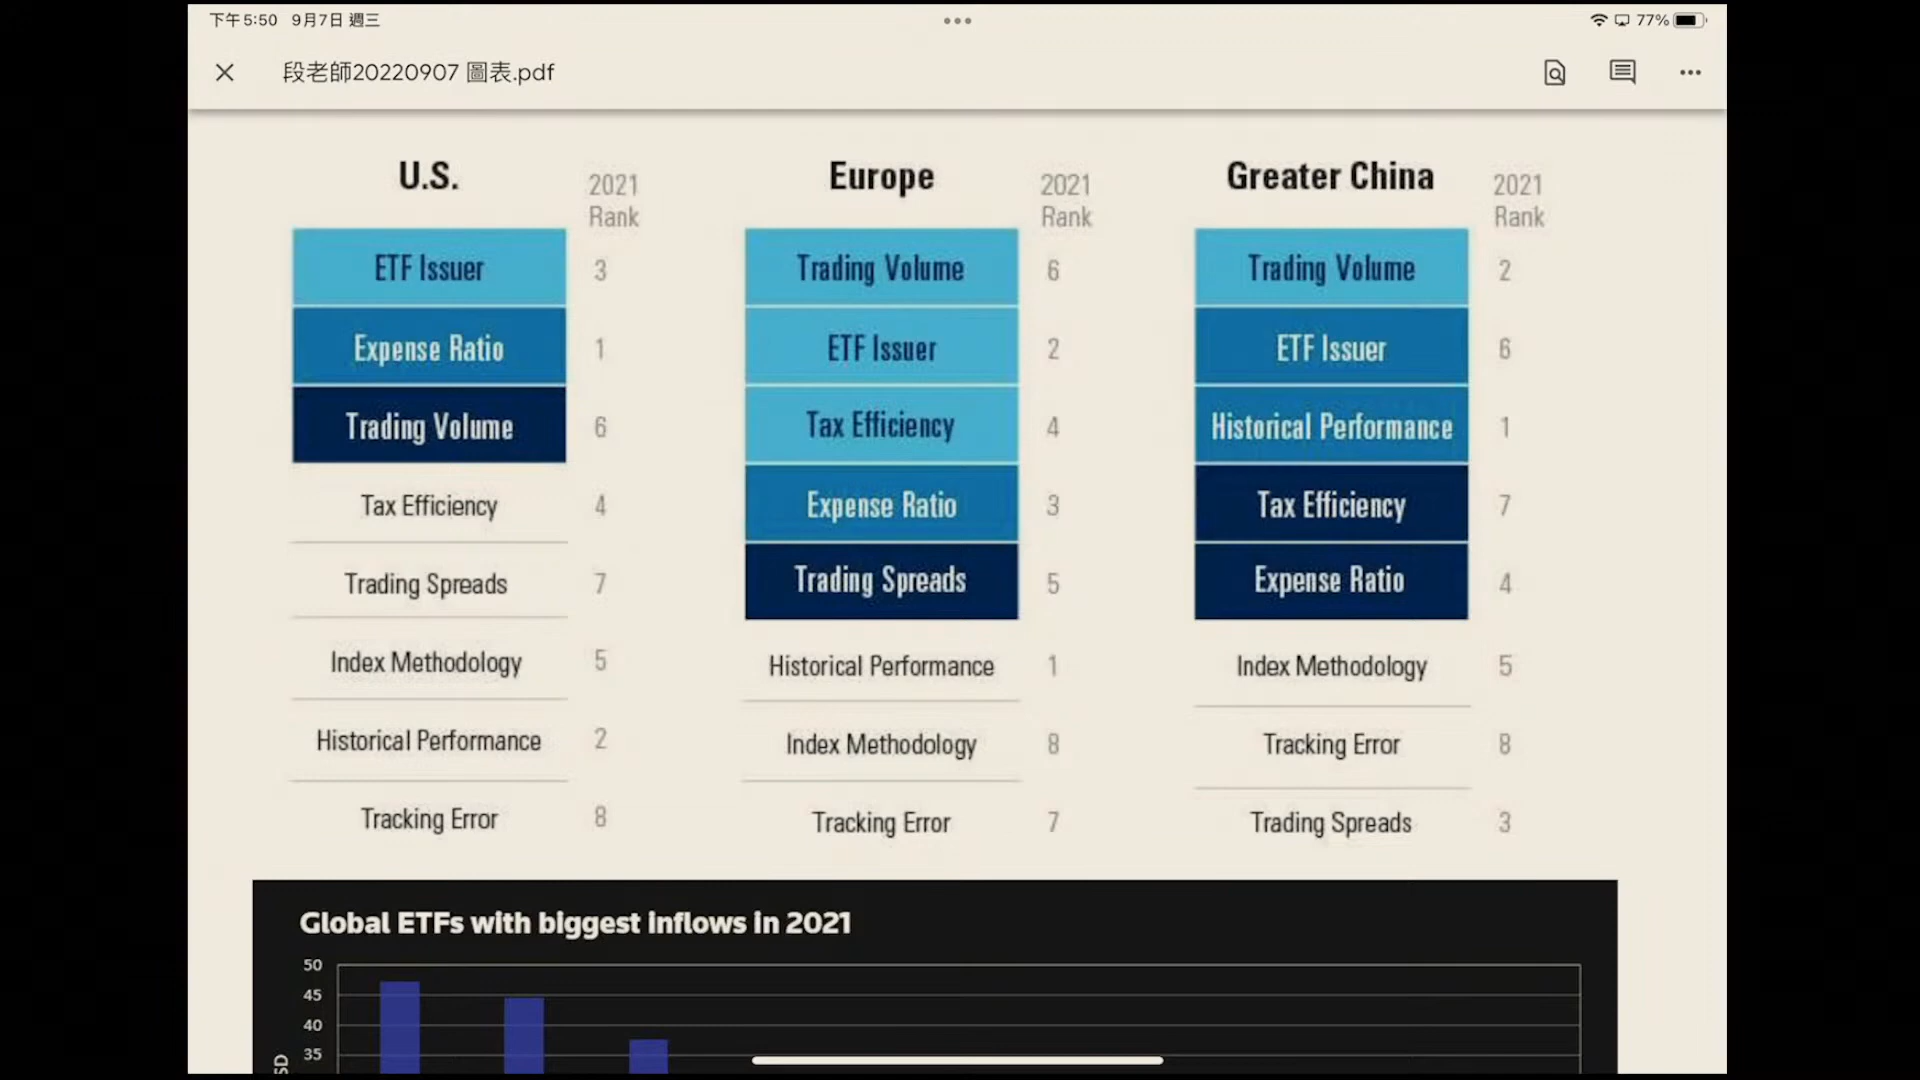 下午5:50 9月7日 週三
77%
段老師20220907 圖表.pdf
U.S.
2021 Rank
ETF Issuer 3
Expense Ratio 1
Trading Volume 6
Tax Efficiency 4
Trading Spreads 7
Index Methodology 5
Historical Performance 2
Tracking Error 8
Europe
2021 Rank
Trading Volume 6
ETF Issuer 2
Tax Efficiency 4
Expense Ratio 3
Trading Spreads 5
Historical Performance 1
Index Methodology 8
Tracking Error 7
Greater China
2021 Rank
Trading Volume 2
ETF Issuer 6
Historical Performance 1
Tax Efficiency 7
Expense Ratio 4
Index Methodology 5
Tracking Error 8
Trading Spreads 3
Global ETFs with biggest inflows in 2021
50
45
40
35